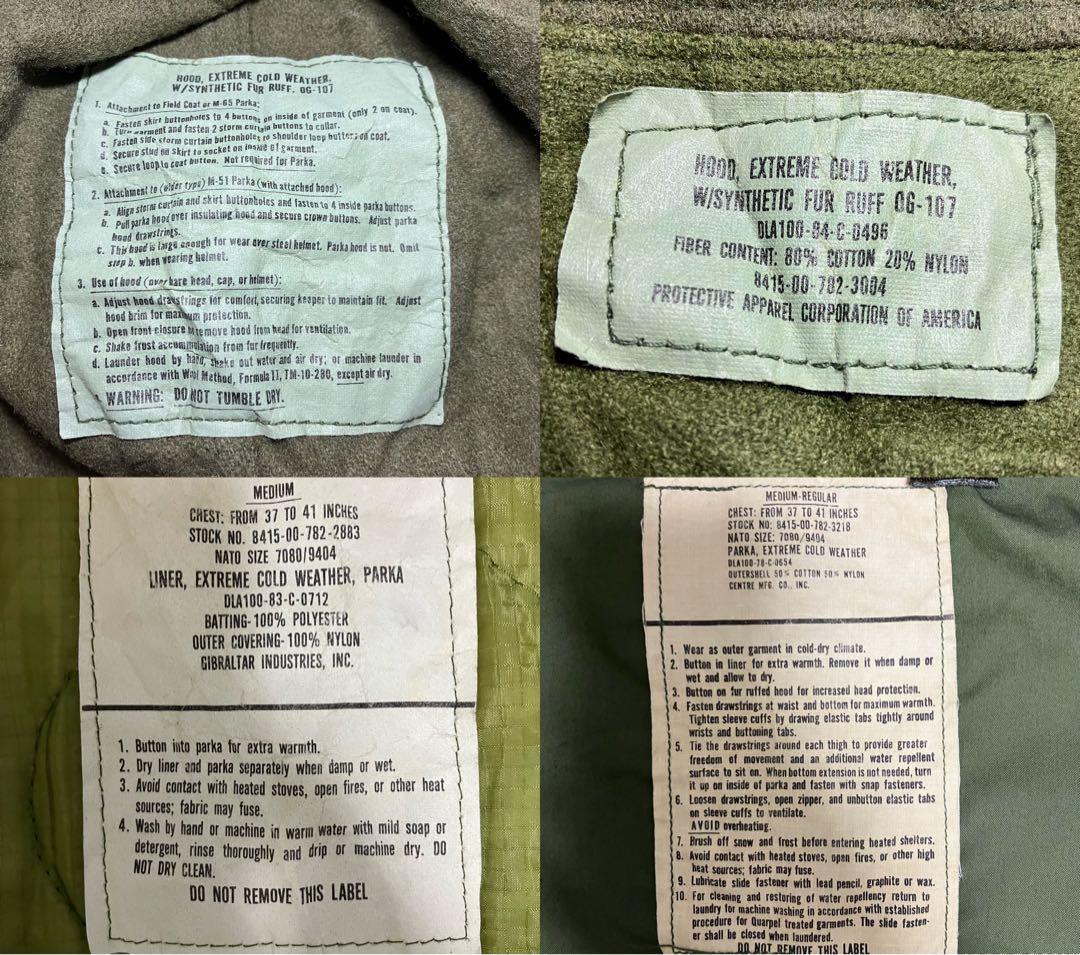 HOOD, EXTREME COLD WEATHER,
W/SYNTHETIC FUR RUFF. OG-107
1. Attachment to Field Coat or M-65 Parka:
a. Fasten skirt buttonholes to 4 buttons on inside of garment (only 2 on coat).
b. Turn garment and fasten 2 storm curtain buttons to collar.
c. Fasten side storm curtain buttonholes to shoulder loop buttons on coat.
d. Secure stud on skirt to socket on inside of garment.
e. Secure loop to coat button. Not required for Parka.
2. Attachment to (older type) M-51 Parka (with attached hood):
a. Align storm curtain and skirt buttonholes and fasten to 4 inside parka buttons.
b. Pull parka hood over insulating hood and secure crown buttons. Adjust parka
hood drawstrings.
c. This hood is large enough for wear over steel helmet. Parka hood is not. Omit
step b. when wearing helmet.
3. Use of hood (over bare head, cap, or helmet):
a. Adjust hood drawstrings for comfort, securing keeper to maintain fit. Adjust
hood brim for maximum protection.
b. Open front closure to remove hood from head for ventilation.
c. Shake frost accumulation from fur frequently.
d. Launder hood by hand, shake out water and air dry; or machine launder in
accordance with Wool Method, Formula II, TM-10-280, except air dry.
WARNING: DO NOT TUMBLE DRY.
HOOD, EXTREME COLD WEATHER,
W/SYNTHETIC FUR RUFF OG-107
DLA100-84-C-0496
FIBER CONTENT: 80% COTTON 20% NYLON
8415-00-782-3004
PROTECTIVE APPAREL CORPORATION OF AMERICA
MEDIUM
CHEST: FROM 37 TO 41 INCHES
STOCK NO. 8415-00-782-2883
NATO SIZE 7080/9404
LINER, EXTREME COLD WEATHER, PARKA
DLA100-83-C-0712
BATTING-100% POLYESTER
OUTER COVERING-100% NYLON
GIBRALTAR INDUSTRIES, INC.
1. Button into parka for extra warmth.
2. Dry liner and parka separately when damp or wet.
3. Avoid contact with heated stoves, open fires, or other heat
sources; fabric may fuse.
4. Wash by hand or machine in warm water with mild soap or
detergent, rinse thoroughly and drip or machine dry. DO
NOT DRY CLEAN.
DO NOT REMOVE THIS LABEL
MEDIUM-REGULAR
CHEST: FROM 37 TO 41 INCHES
STOCK NO: 8415-00-782-3218
NATO SIZE: 7080/9404
PARKA, EXTREME COLD WEATHER
DLA100-78-C-0654
OUTERSHELL 50% COTTON 50% NYLON
CENTRE MFG. CO., INC.
1. Wear as outer garment in cold-dry climate.
2. Button in liner for extra warmth. Remove it when damp or
wet and allow to dry.
3. Button on fur ruffed hood for increased head protection.
4. Fasten drawstrings at waist and bottom for maximum warmth.
Tighten sleeve cuffs by drawing elastic tabs tightly around
wrists and buttoning tabs.
5. Tie the drawstrings around each thigh to provide greater
freedom of movement and an additional water repellent
surface to sit on. When bottom extension is not needed, turn
it up on inside of parka and fasten with snap fasteners.
6. Loosen drawstrings, open zipper, and unbutton elastic tabs
on sleeve cuffs to ventilate.
AVOID overheating.
7. Brush off snow and frost before entering heated shelters.
8. Avoid contact with heated stoves, open fires, or other high
heat sources; fabric may fuse.
9. Lubricate slide fastener with lead pencil, graphite or wax.
10. For cleaning and restoring of water repellency return to
laundry for machine washing in accordance with established
procedure for Quarpel treated garments. The slide fasten-
er shall be closed when laundered.
DO NOT REMOVE THIS LABEL